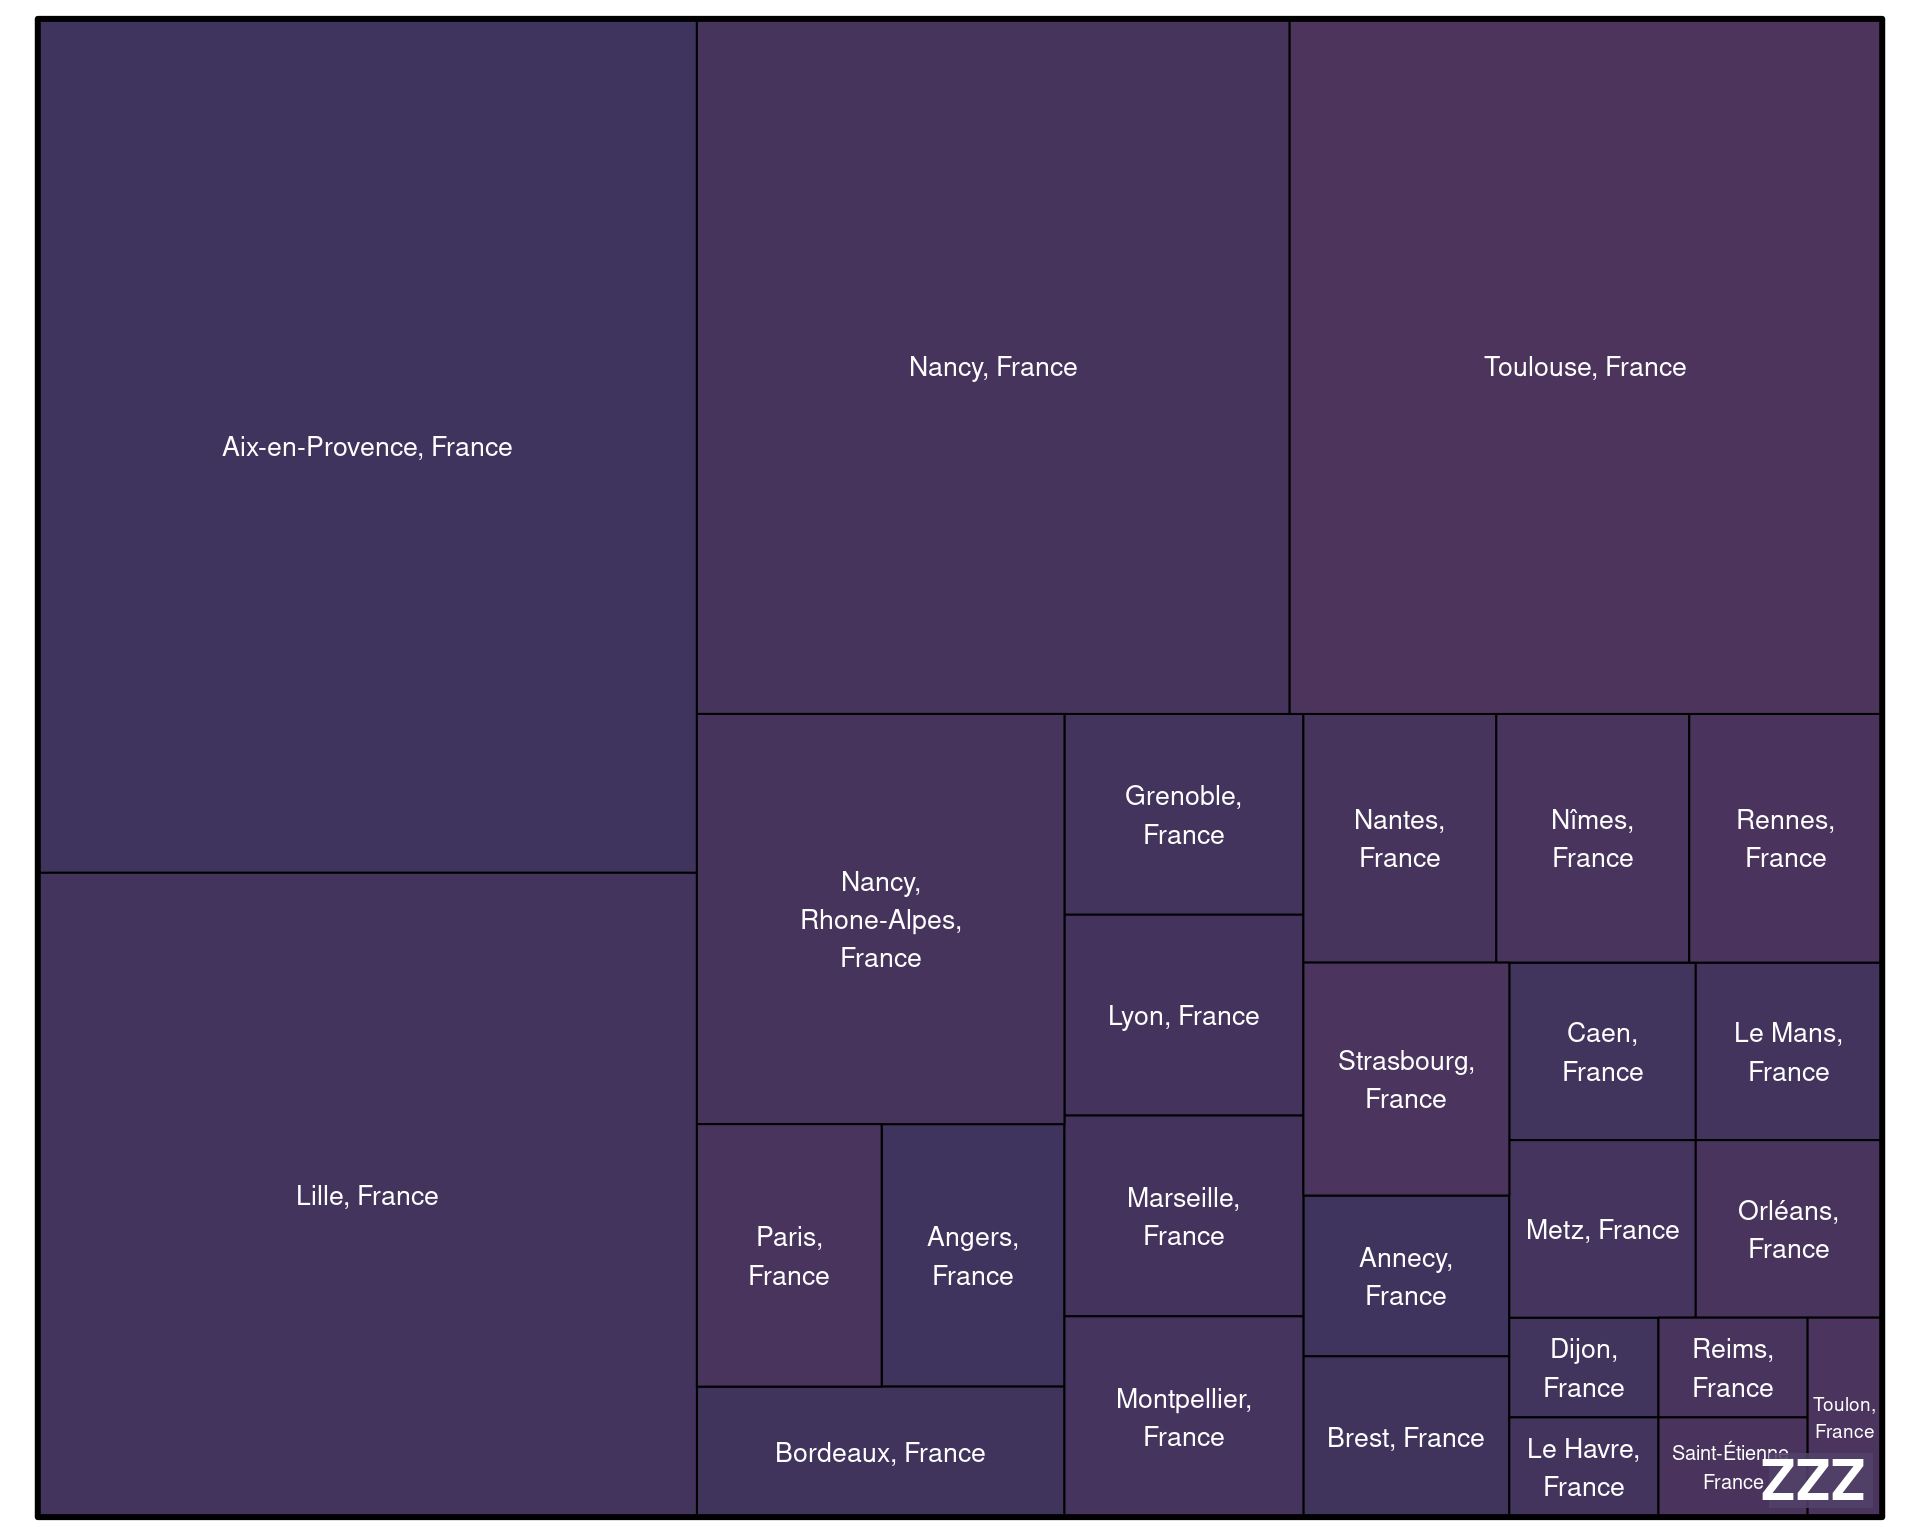 Aix-en-Provence, France
Nancy, France
Toulouse, France
Lille, France
Nancy,
Rhone-Alpes,
France
Grenoble,
France
Nantes,
France
Nîmes,
France
Rennes,
France
Lyon, France
Strasbourg,
France
Caen,
France
Le Mans,
France
Paris,
France
Angers,
France
Marseille,
France
Annecy,
France
Metz, France
Orléans,
France
Bordeaux, France
Montpellier,
France
Brest, France
Dijon,
France
Reims,
France
Toulon,
France
Le Havre,
France
Saint-Étienne
France
ZZZ